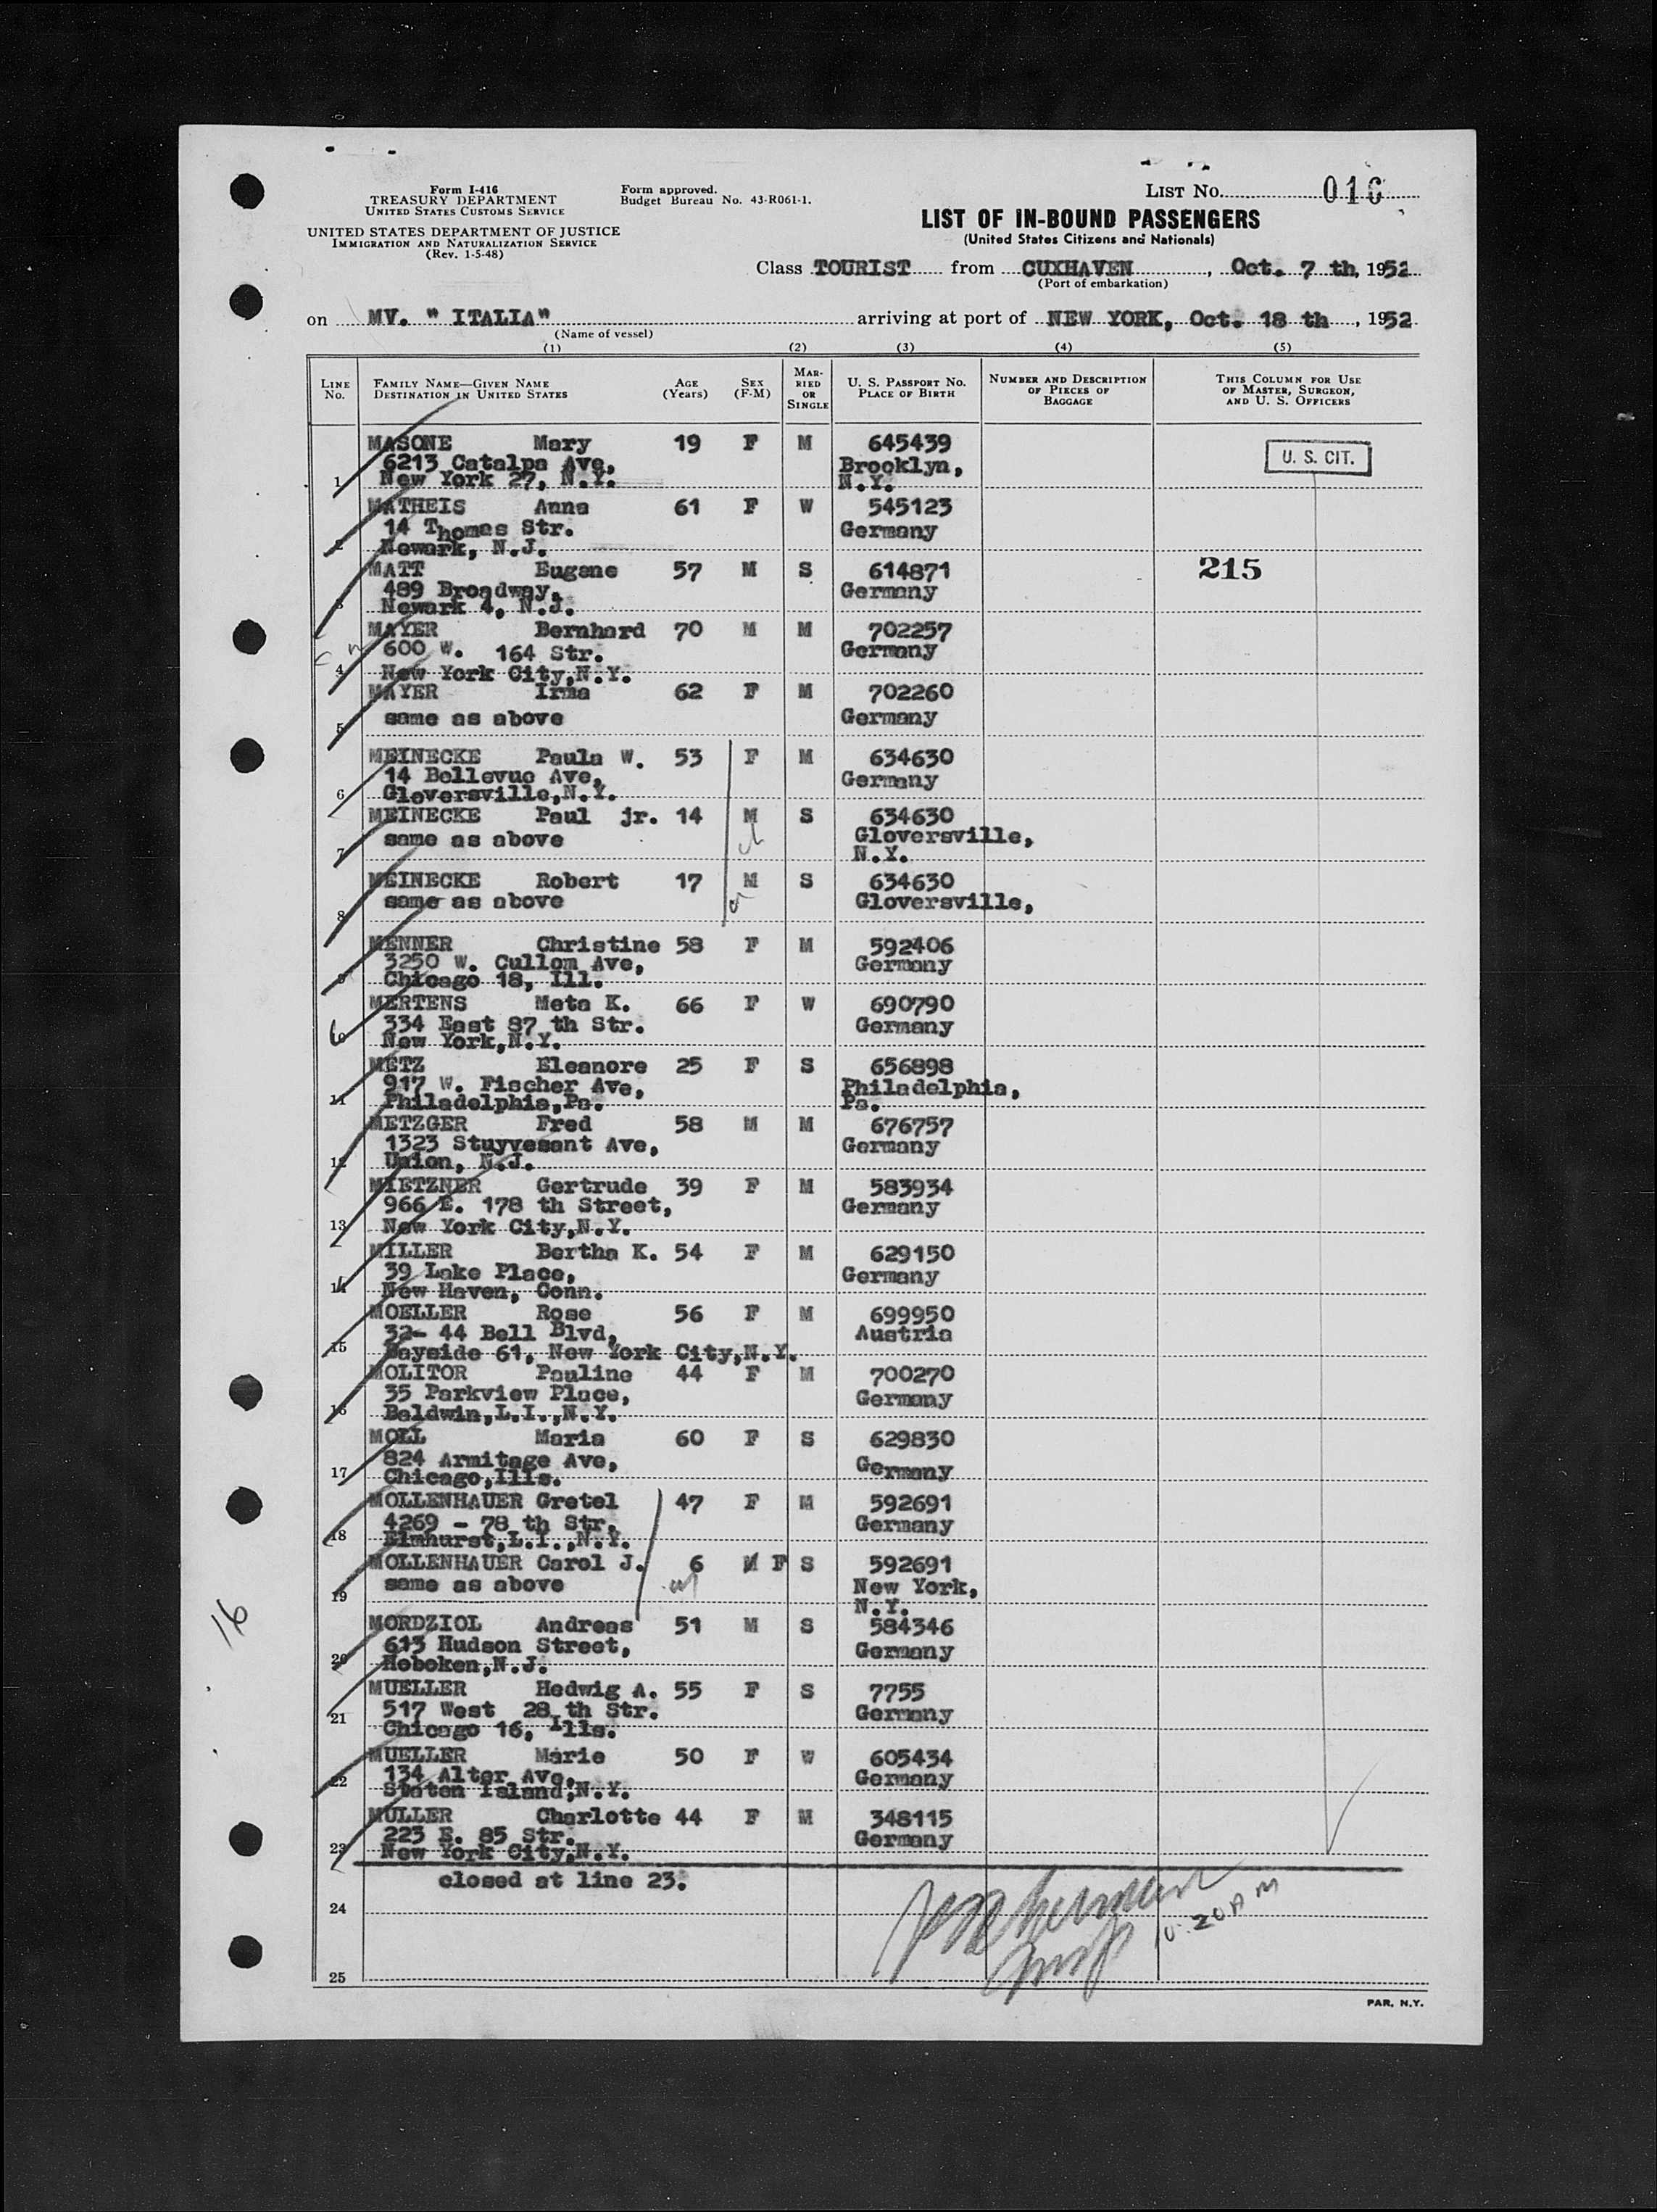 Form I-416
TREASURY DEPARTMENT
UNITED STATES CUSTOMS SERVICE
UNITED STATES DEPARTMENT OF JUSTICE
IMMIGRATION AND NATURALIZATION SERVICE
(Rev. 1-5-48)
Form approved.
Budget Bureau No. 43-R061-1.
LIST NO. 016
LIST OF IN-BOUND PASSENGERS
(United States Citizens and Nationals)
Class TOURIST from CUXHAVEN, Oct. 7 th, 1952
(Port of embarkation)
on MV. "ITALIA" arriving at port of NEW YORK, Oct. 18 th, 1952
(Name of vessel)
(1) (2) (3) (4) (5)
LINE NO. FAMILY NAME—GIVEN NAME DESTINATION IN UNITED STATES AGE (Years) SEX (F-M) MARRIED OR SINGLE U. S. PASSPORT NO. PLACE OF BIRTH NUMBER AND DESCRIPTION OF PIECES OF BAGGAGE THIS COLUMN FOR USE OF MASTER, SURGEON, AND U. S. OFFICERS
MASONE Mary 19 F M 645439
6213 Catalpa Ave, Brooklyn, U. S. CIT.
1 New York 27, N.Y. N.Y.
MATHEIS Anna 61 F W 545123
14 Thomas Str. Germany
2 Newark, N.J.
MATT Eugene 57 M S 614871 215
489 Broadway, Germany
3 Newark 4, N.J.
MAYER Bernhard 70 M M 702257
600 W. 164 Str. Germany
4 New York City,N.Y.
MAYER Irma 62 F M 702260
same as above Germany
5
MEINECKE Paula W. 53 F M 634630
14 Bellevue Ave, Germany
6 Gloversville,N.Y.
MEINECKE Paul jr. 14 M S 634630
same as above Gloversville,
7 N.Y.
MEINECKE Robert 17 M S 634630
same as above Gloversville,
8
MENNER Christine 58 F M 592406
3250 W. Cullom Ave, Germany
9 Chicago 18, Ill.
MERTENS Meta K. 66 F W 690790
334 East 87 th Str. Germany
10 New York,N.Y.
METZ Eleanore 25 F S 656898
917 W. Fischer Ave, Philadelphia,
11 Philadelphia,Pa. Pa.
METZGER Fred 58 M M 676757
1323 Stuyvesant Ave, Germany
12 Union, N.J.
MIETZNER Gertrude 39 F M 583934
966 E. 178 th Street, Germany
13 New York City,N.Y.
MILLER Bertha K. 54 F M 629150
39 Lake Place, Germany
14 New Haven, Conn.
MOELLER Rose 56 F M 699950
32- 44 Bell Blvd, Austria
15 Bayside 61, New York City,N.Y.
MOLITOR Pauline 44 F M 700270
35 Parkview Place, Germany
16 Baldwin,L.I.,N.Y.
MOLL Maria 60 F S 629830
824 Armitage Ave, Germany
17 Chicago,Ills.
MOLLENHAUER Gretel 47 F M 592691
4269 - 78 th Str, Germany
18 Elmhurst,L.I.,N.Y.
MOLLENHAUER Carol J. 6 M F S 592691
same as above New York,
19 N.Y.
MORDZIOL Andreas 51 M S 584346
613 Hudson Street, Germany
20 Hoboken,N.J.
MUELLER Hedwig A. 55 F S 7755
517 West 28 th Str. Germany
21 Chicago 16, Ills.
MUELLER Marie 50 F W 605434
134 Alter Ave, Germany
22 Staten Island,N.Y.
MULLER Charlotte 44 F M 348115
223 E. 85 Str. Germany
23 New York City,N.Y.
closed at line 23.
24
10:20 AM
25
PAR. N.Y.
16